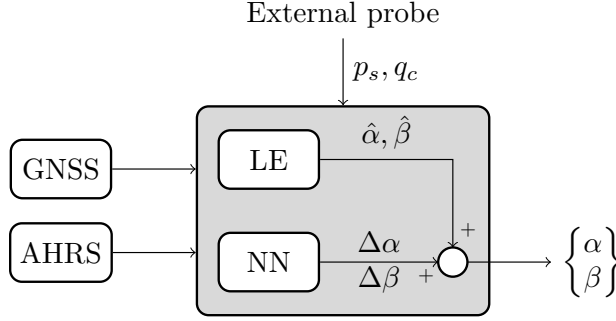 External probe
p_s, q_c
GNSS
LE
α̂, β̂
AHRS
NN
Δα
Δβ
+
+
{α
β}